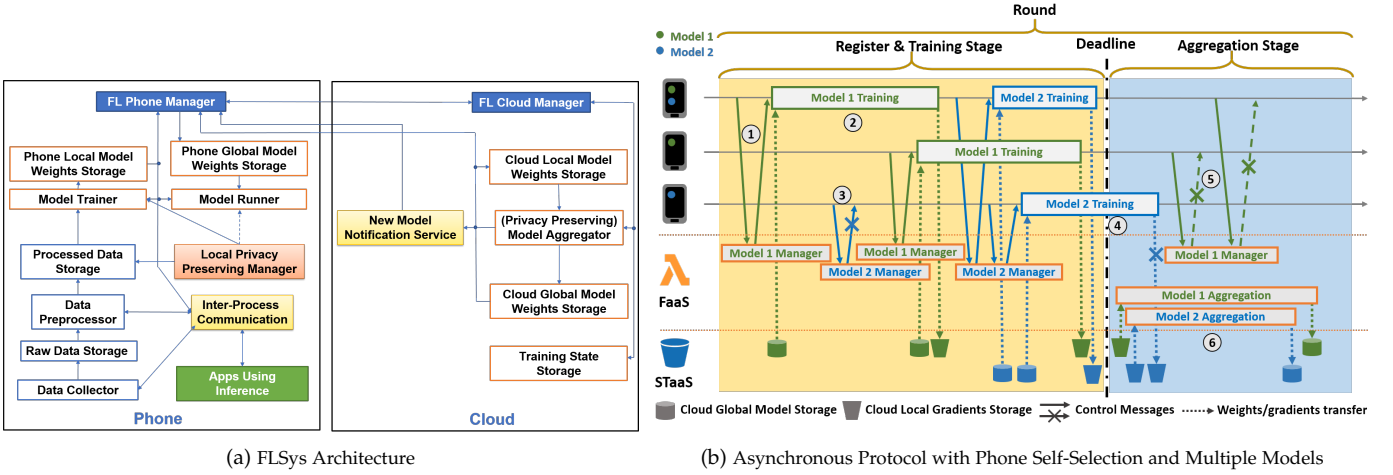 FL Phone Manager
Phone Local Model
Weights Storage
Phone Global Model
Weights Storage
Model Trainer
Model Runner
Processed Data
Storage
Local Privacy
Preserving Manager
Data
Preprocessor
Inter-Process
Communication
Raw Data Storage
Data Collector
Apps Using
Inference
Phone
FL Cloud Manager
Cloud Local Model
Weights Storage
New Model
Notification Service
(Privacy Preserving)
Model Aggregator
Cloud Global Model
Weights Storage
Training State
Storage
Cloud
(a) FLSys Architecture
Round
Model 1
Model 2
Register & Training Stage
Deadline
Aggregation Stage
Model 1 Training
Model 2 Training
1
2
Model 1 Training
5
3
Model 2 Training
4
Model 1 Manager
Model 1 Manager
Model 1 Manager
Model 2 Manager
Model 2 Manager
FaaS
Model 1 Aggregation
Model 2 Aggregation
6
STaaS
Cloud Global Model Storage
Cloud Local Gradients Storage
Control Messages
Weights/gradients transfer
(b) Asynchronous Protocol with Phone Self-Selection and Multiple Models